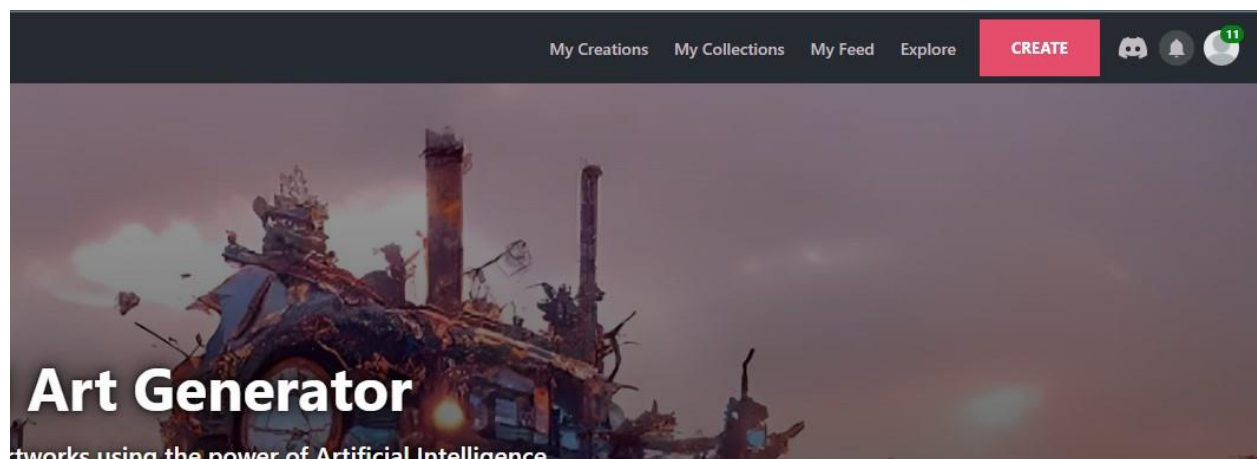 My Creations My Collections My Feed Explore CREATE 11
Art Generator
tworks using the power of Artificial Intelligence